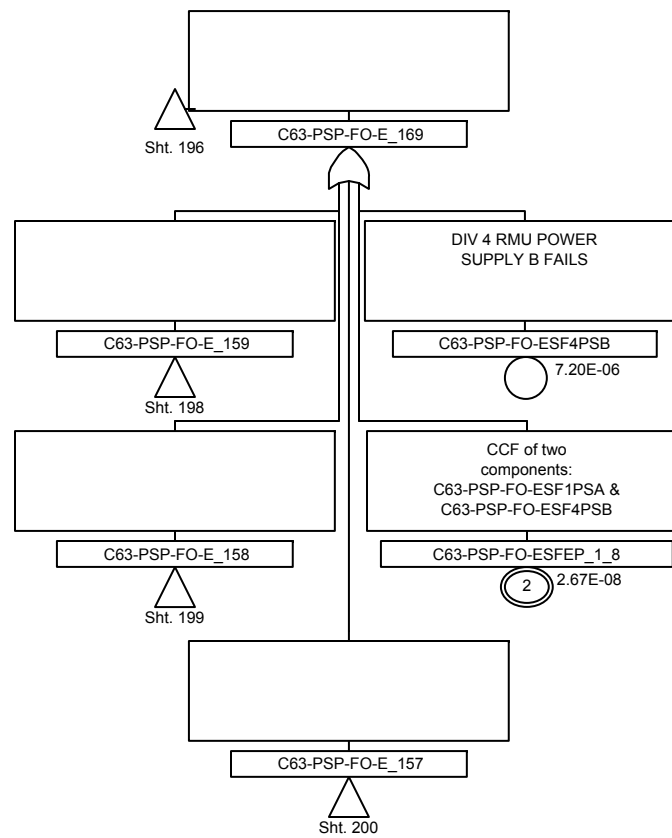 Sht. 196
C63-PSP-FO-E_169
DIV 4 RMU POWER
SUPPLY B FAILS
C63-PSP-FO-E_159
C63-PSP-FO-ESF4PSB
Sht. 198
7.20E-06
CCF of two
components:
C63-PSP-FO-ESF1PSA &
C63-PSP-FO-ESF4PSB
C63-PSP-FO-E_158
C63-PSP-FO-ESFEP_1_8
Sht. 199
2
2.67E-08
C63-PSP-FO-E_157
Sht. 200